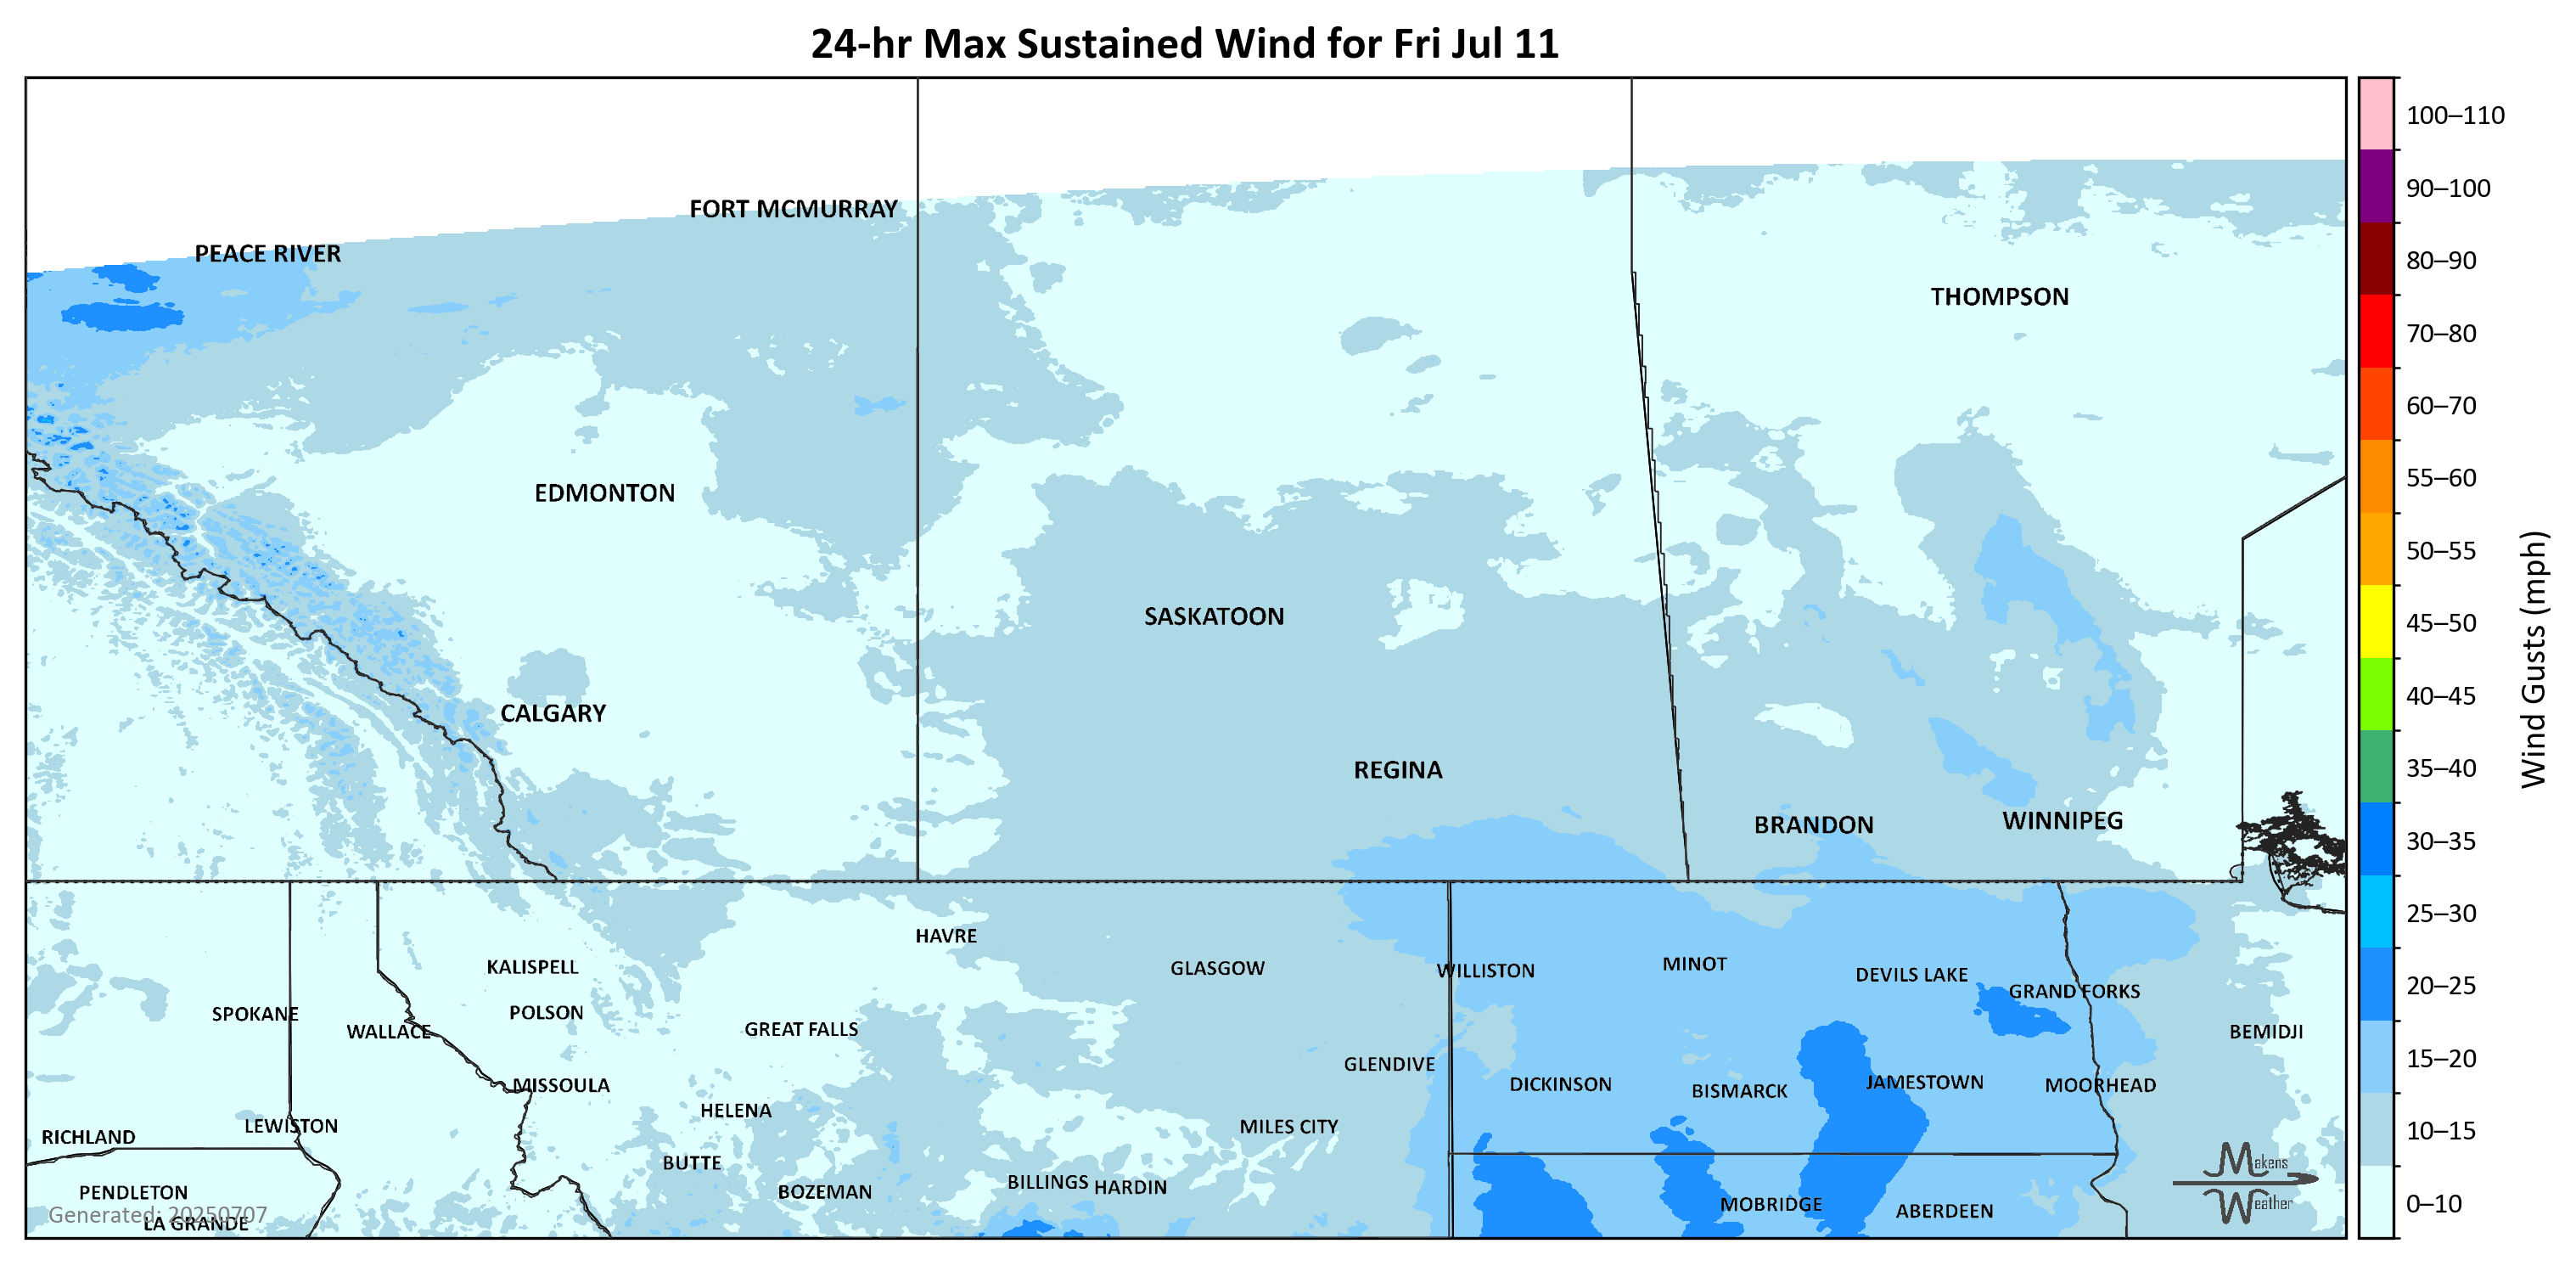 24-hr Max Sustained Wind for Fri Jul 11
100–110
90–100
80–90
70–80
60–70
55–60
50–55
45–50
40–45
35–40
30–35
25–30
20–25
15–20
10–15
0–10
Wind Gusts (mph)
FORT MCMURRAY
PEACE RIVER
THOMPSON
EDMONTON
SASKATOON
CALGARY
REGINA
BRANDON
WINNIPEG
HAVRE
KALISPELL
GLASGOW
WILLISTON
MINOT
DEVILS LAKE
GRAND FORKS
SPOKANE
POLSON
WALLACE
GREAT FALLS
BEMIDJI
GLENDIVE
MISSOULA
DICKINSON
BISMARCK
JAMESTOWN
MOORHEAD
HELENA
LEWISTON
MILES CITY
RICHLAND
BUTTE
BILLINGS
HARDIN
PENDLETON
BOZEMAN
MOBRIDGE
ABERDEEN
LA GRANDE
Generated: 20250707
Makens
Weather